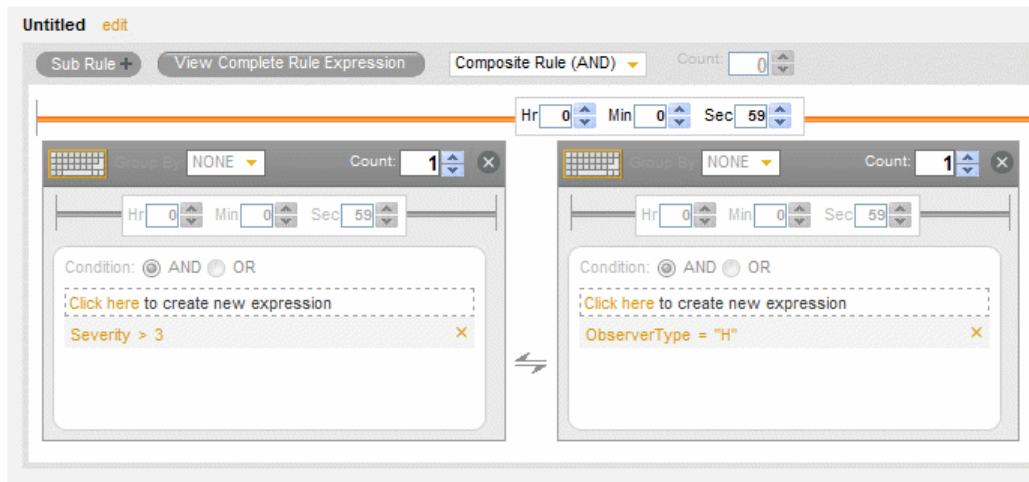 Untitled edit
Sub Rule + View Complete Rule Expression Composite Rule (AND) Count: 0
Hr 0 Min 0 Sec 59
Group By NONE Count: 1
Hr 0 Min 0 Sec 59
Condition: AND OR
Click here to create new expression
Severity > 3
Group By NONE Count: 1
Hr 0 Min 0 Sec 59
Condition: AND OR
Click here to create new expression
ObserverType = "H"